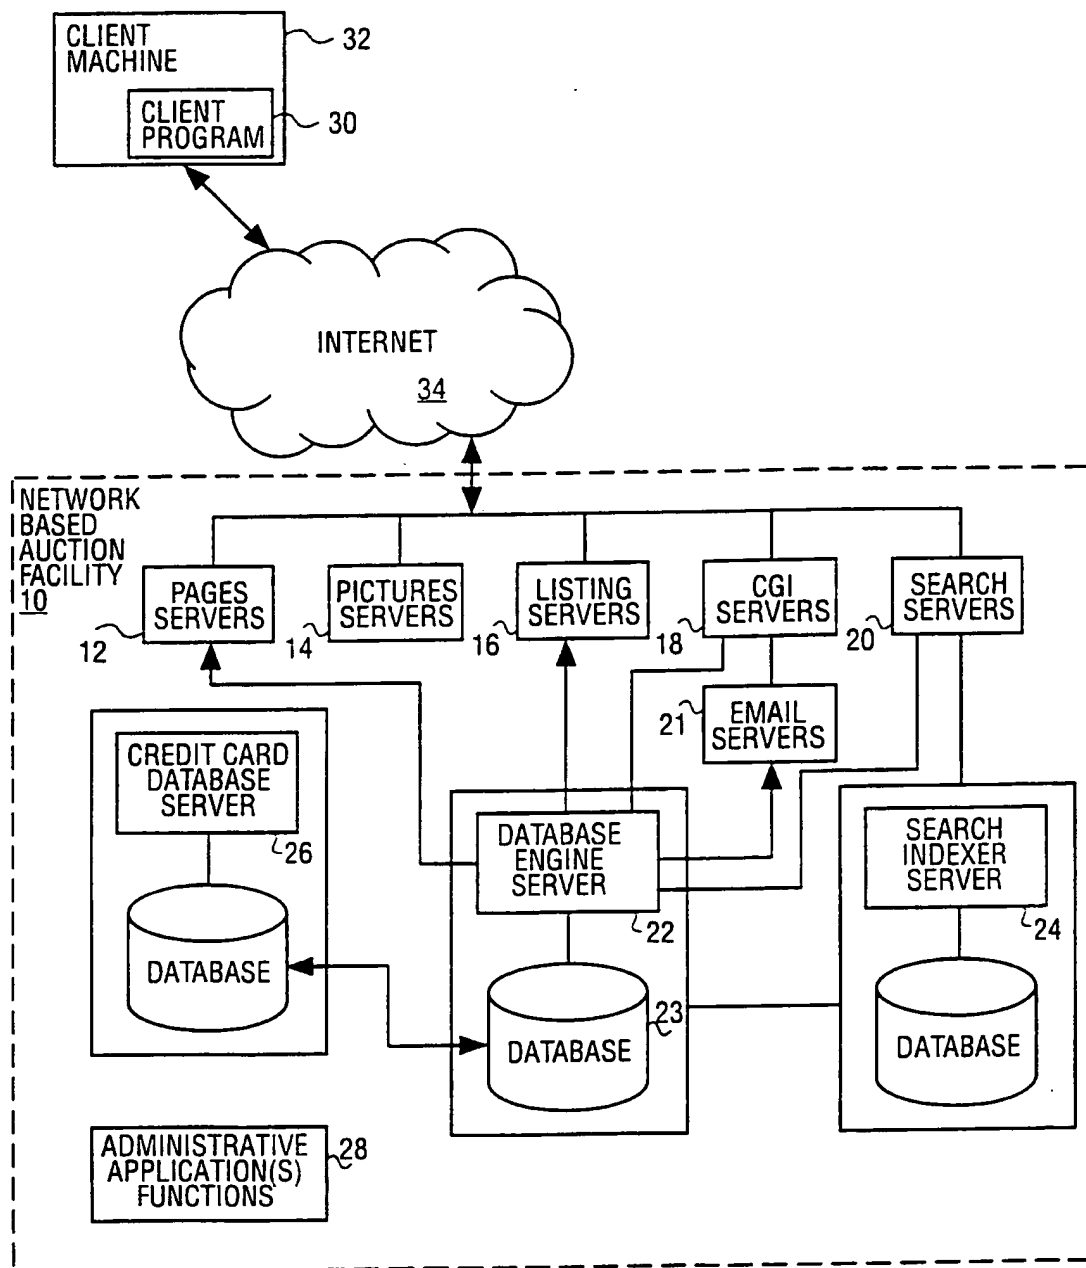 CLIENT
MACHINE
32
CLIENT
PROGRAM
30
INTERNET
34
NETWORK
BASED
AUCTION
FACILITY
10
PAGES
SERVERS
12
PICTURES
SERVERS
14
LISTING
SERVERS
16
CGI
SERVERS
18
SEARCH
SERVERS
20
EMAIL
SERVERS
21
CREDIT CARD
DATABASE
SERVER
26
DATABASE
DATABASE
ENGINE
SERVER
22
DATABASE
23
SEARCH
INDEXER
SERVER
24
DATABASE
ADMINISTRATIVE
APPLICATION(S)
FUNCTIONS
28